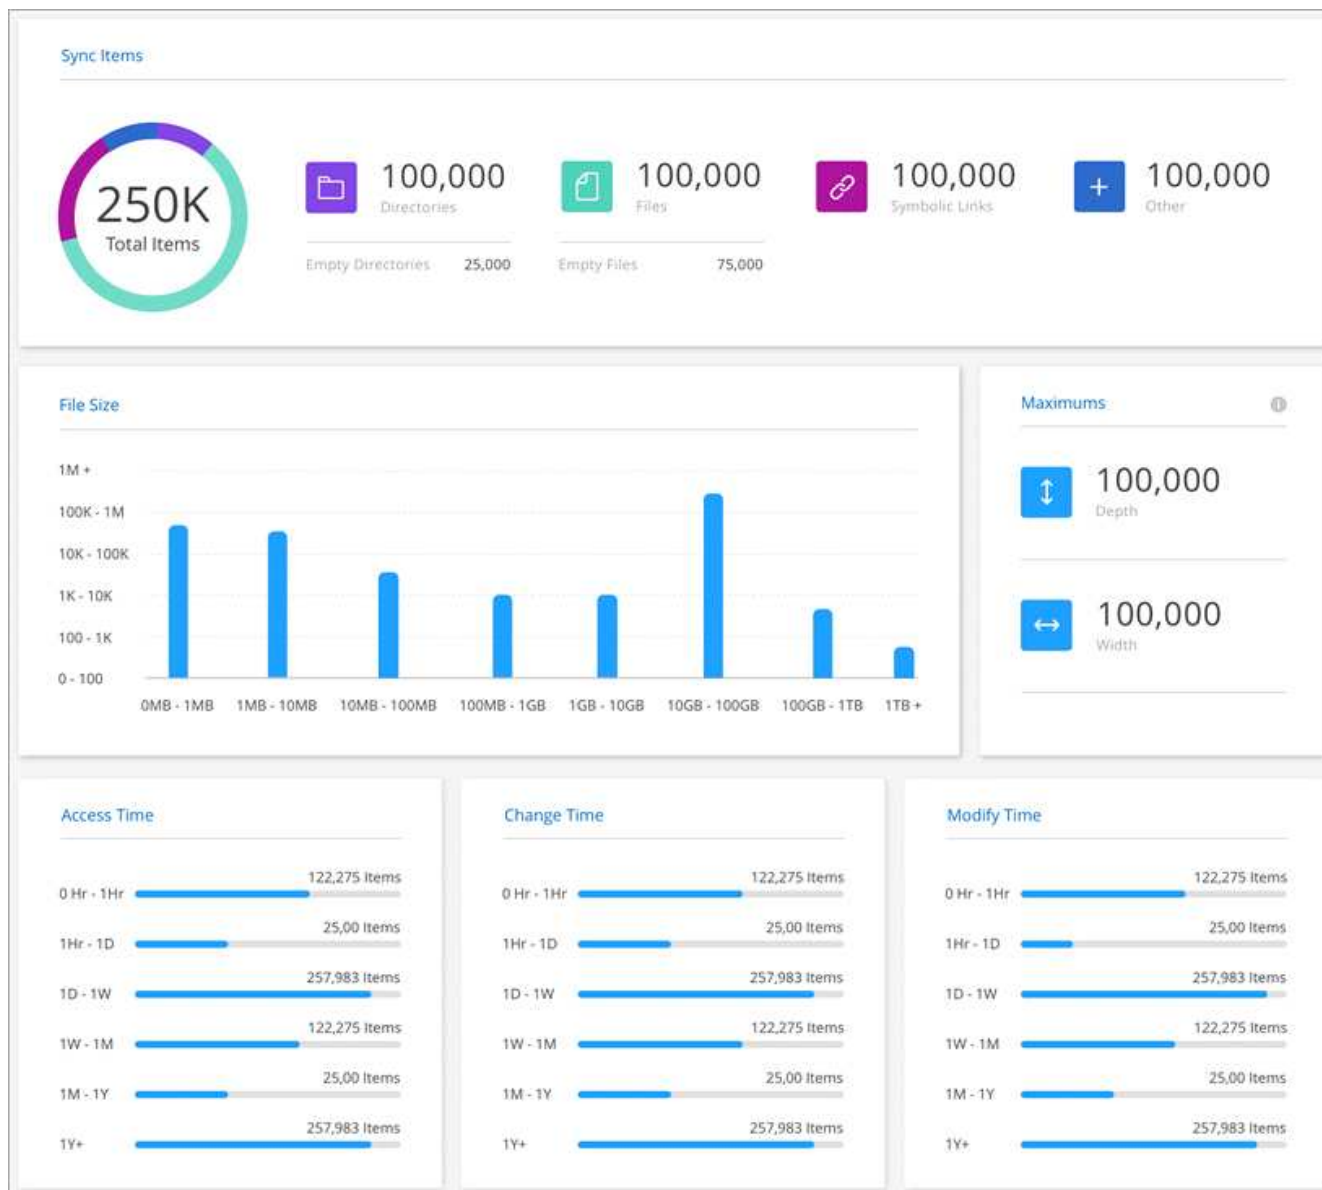 Sync Items
250K
Total Items
100,000
Directories
Empty Directories 25,000
100,000
Files
Empty Files 75,000
100,000
Symbolic Links
100,000
Other
File Size
1M +
100K - 1M
10K - 100K
1K - 10K
100 - 1K
0 - 100
0MB - 1MB 1MB - 10MB 10MB - 100MB 100MB - 1GB 1GB - 10GB 10GB - 100GB 100GB - 1TB 1TB +
Maximums
100,000
Depth
100,000
Width
Access Time
122,275 Items
0 Hr - 1Hr
25,00 Items
1Hr - 1D
257,983 Items
1D - 1W
122,275 Items
1W - 1M
25,00 Items
1M - 1Y
257,983 Items
1Y+
Change Time
122,275 Items
0 Hr - 1Hr
25,00 Items
1Hr - 1D
257,983 Items
1D - 1W
122,275 Items
1W - 1M
25,00 Items
1M - 1Y
257,983 Items
1Y+
Modify Time
122,275 Items
0 Hr - 1Hr
25,00 Items
1Hr - 1D
257,983 Items
1D - 1W
122,275 Items
1W - 1M
25,00 Items
1M - 1Y
257,983 Items
1Y+